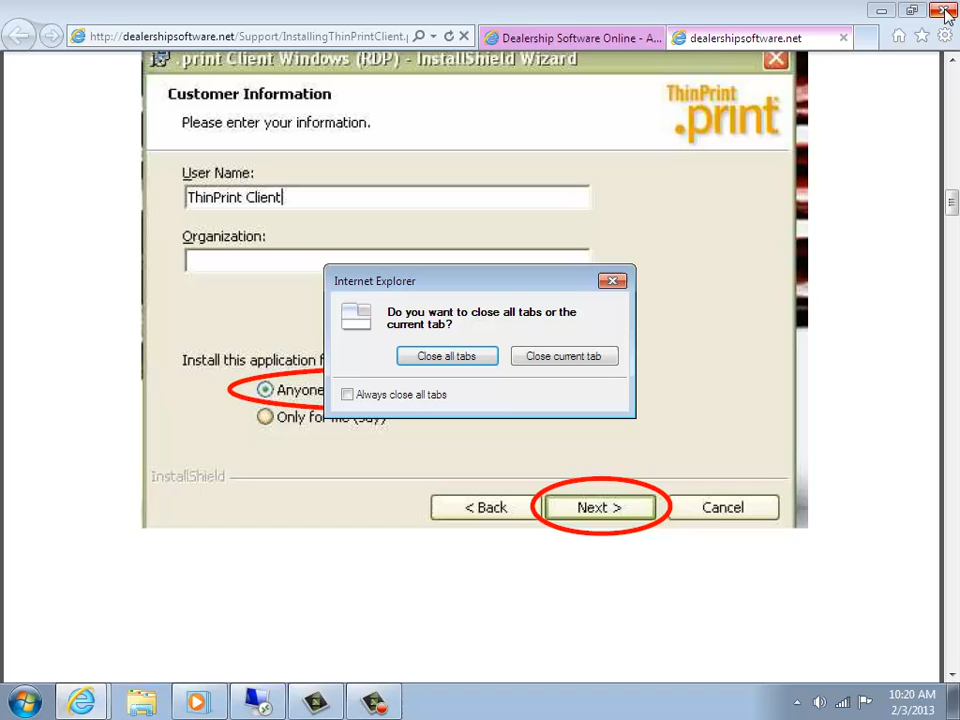 http://dealershipsoftware.net/Support/InstallingThinPrintClient.p
Dealership Software Online - A...
dealershipsoftware.net
.print Client Windows (RDP) - InstallShield Wizard
Customer Information
Please enter your information.
ThinPrint
.print
User Name:
ThinPrint Client
Organization:
Internet Explorer
Do you want to close all tabs or the
current tab?
Close all tabs
Close current tab
Always close all tabs
Install this application f
Anyone
Only for me
InstallShield
< Back
Next >
Cancel
10:20 AM
2/3/2013